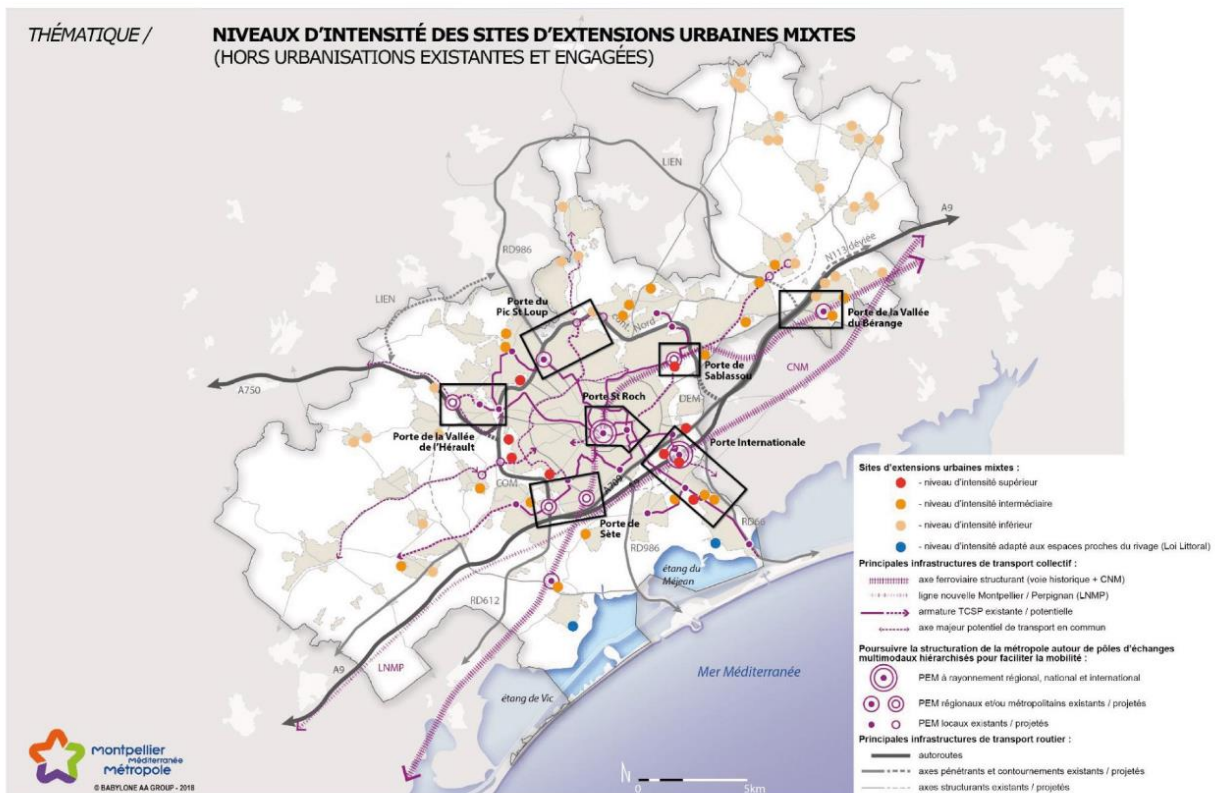 THÉMATIQUE /
NIVEAUX D'INTENSITÉ DES SITES D'EXTENSIONS URBAINES MIXTES
(HORS URBANISATIONS EXISTANTES ET ENGAGÉES)
LIEN
A9
RD986
N113 déviée
LIEN
Porte du
Pic St Loup
Cont. Nord
Porte de la Vallée
du Bérange
Porte de
Sablassou
CNM
A750
DEM
Porte St Roch
Porte de la Vallée
de l'Hérault
Porte Internationale
COM
A709
Porte de
Sète
RD986
RD66
étang du
Méjean
RD612
A9
LNMP
étang de Vic
Mer Méditerranée
Sites d'extensions urbaines mixtes :
- niveau d'intensité supérieur
- niveau d'intensité intermédiaire
- niveau d'intensité inférieur
- niveau d'intensité adapté aux espaces proches du rivage (Loi Littoral)
Principales infrastructures de transport collectif :
axe ferroviaire structurant (voie historique + CNM)
ligne nouvelle Montpellier / Perpignan (LNMP)
armature TCSP existante / potentielle
axe majeur potentiel de transport en commun
Poursuivre la structuration de la métropole autour de pôles d'échanges
multimodaux hiérarchisés pour faciliter la mobilité :
PEM à rayonnement régional, national et international
PEM régionaux et/ou métropolitains existants / projetés
PEM locaux existants / projetés
Principales infrastructures de transport routier :
autoroutes
axes pénétrants et contournements existants / projetés
axes structurants existants / projetés
montpellier
méditerranée
métropole
© BABYLONE AA GROUP - 2018
N
0
5km